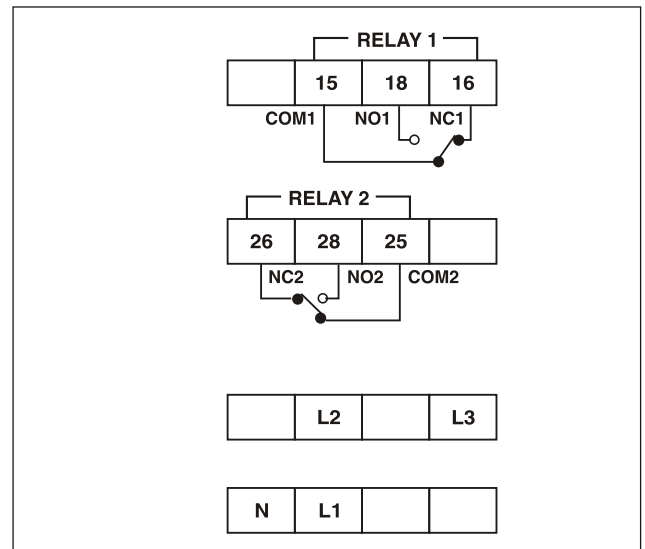 RELAY 1
15 18 16
COM1 NO1 NC1
RELAY 2
26 28 25
NC2 NO2 COM2
L2 L3
N L1